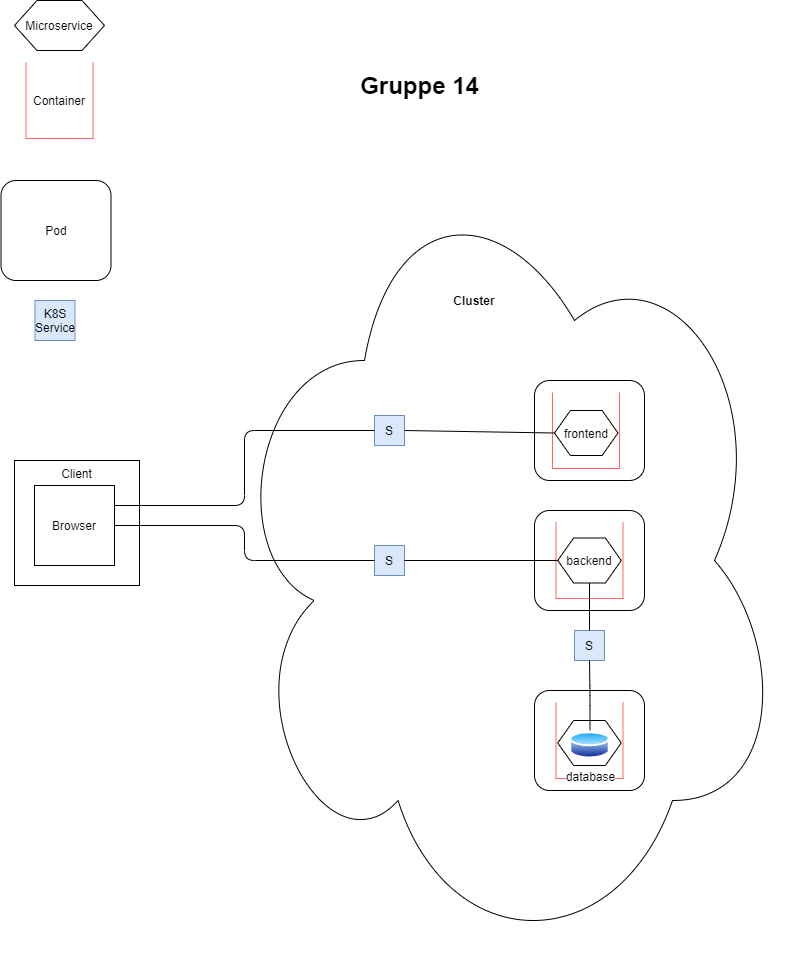 Microservice
Container
Gruppe 14
Pod
K8S
Service
Cluster
S
frontend
Client
Browser
S
backend
S
database